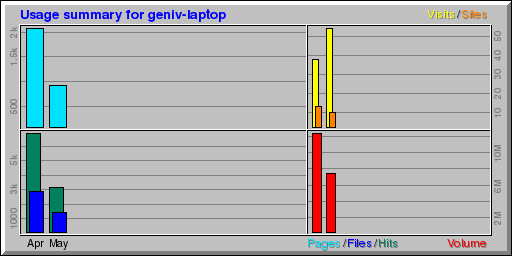 Usage summary for geniv-laptop
Visits/Sites
2k
1.5k
500
50
40
30
20
10
5k
3k
1000
10M
6M
2M
Apr May
Pages/Files/Hits
Volume